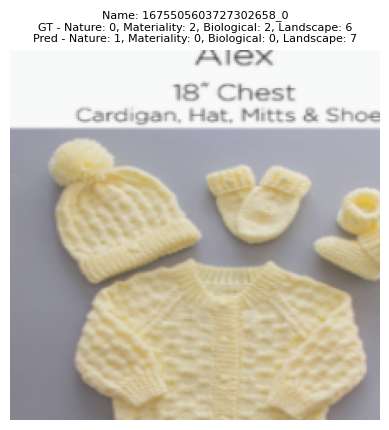 Name: 1675505603727302658_0
GT - Nature: 0, Materiality: 2, Biological: 2, Landscape: 6
Pred - Nature: 1, Materiality: 0, Biological: 0, Landscape: 7
Alex
18" Chest
Cardigan, Hat, Mitts & Shoe